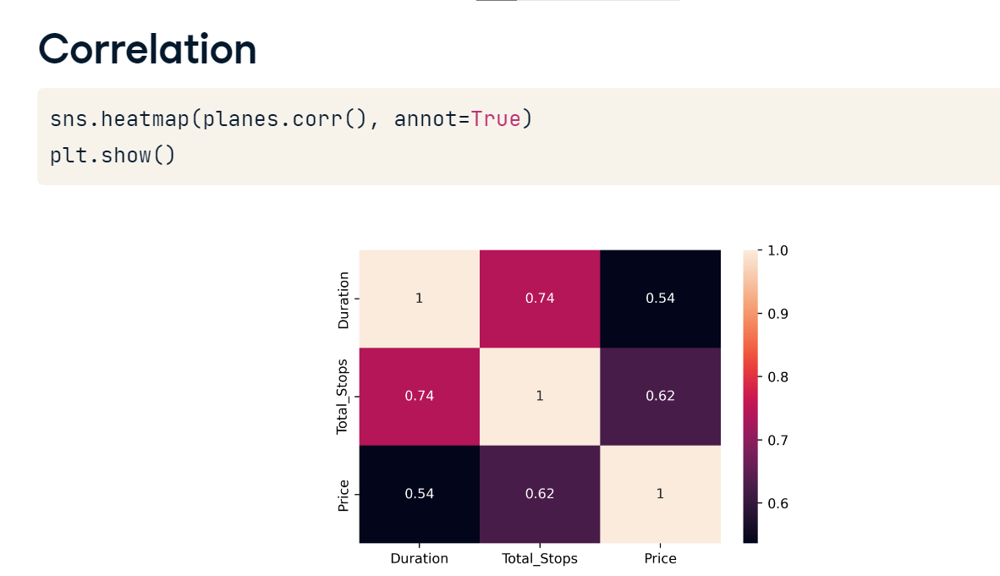 Correlation
sns.heatmap(planes.corr(), annot=True)
plt.show()
Duration
1
0.74
0.54
Total_Stops
0.74
1
0.62
Price
0.54
0.62
1
Duration
Total_Stops
Price
1.0
0.9
0.8
0.7
0.6